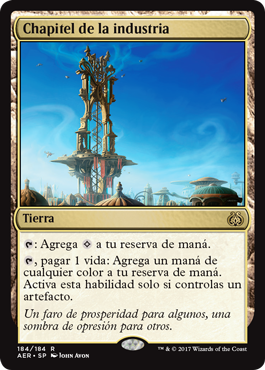 Chapitel de la industria
Tierra
: Agrega a tu reserva de maná.
, pagar 1 vida: Agrega un maná de
cualquier color a tu reserva de maná.
Activa esta habilidad solo si controlas un
artefacto.
Un faro de prosperidad para algunos, una
sombra de opresión para otros.
184/184 R
AER • SP John Avon
™ & © 2017 Wizards of the Coast